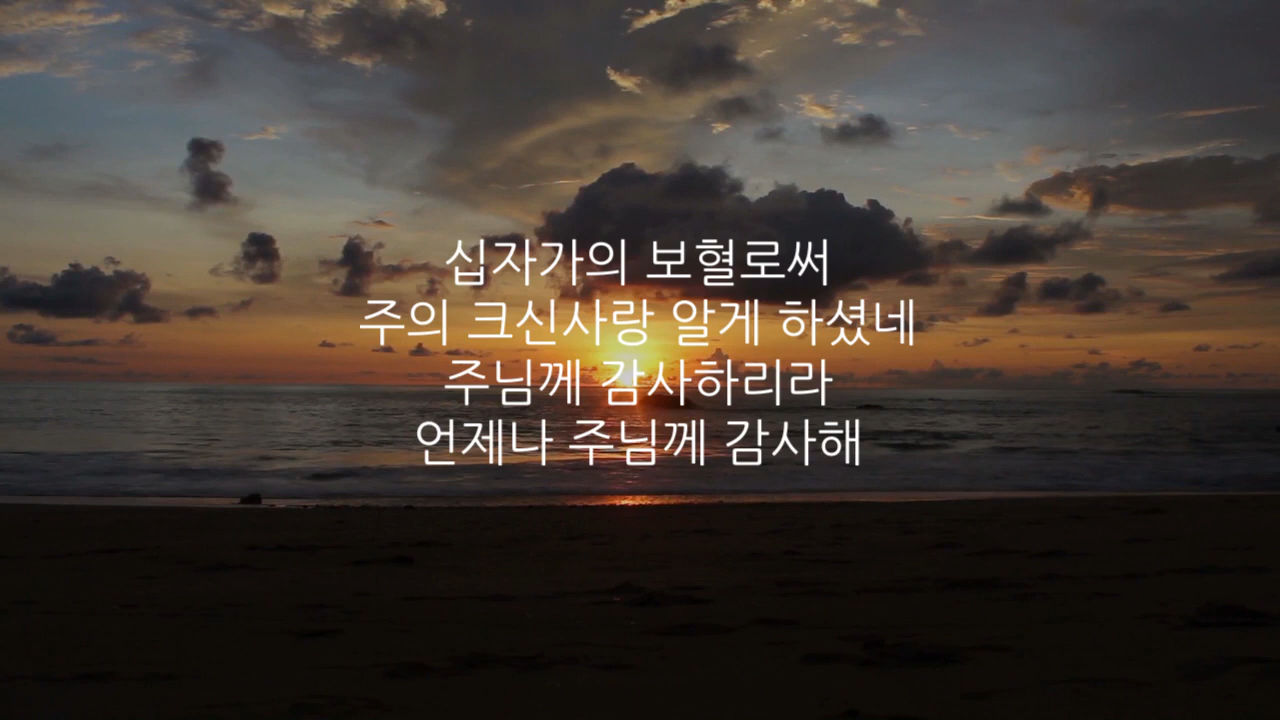 십자가의 보혈로써
주의 크신사랑 알게 하셨네
주님께 감사하리라
언제나 주님께 감사해